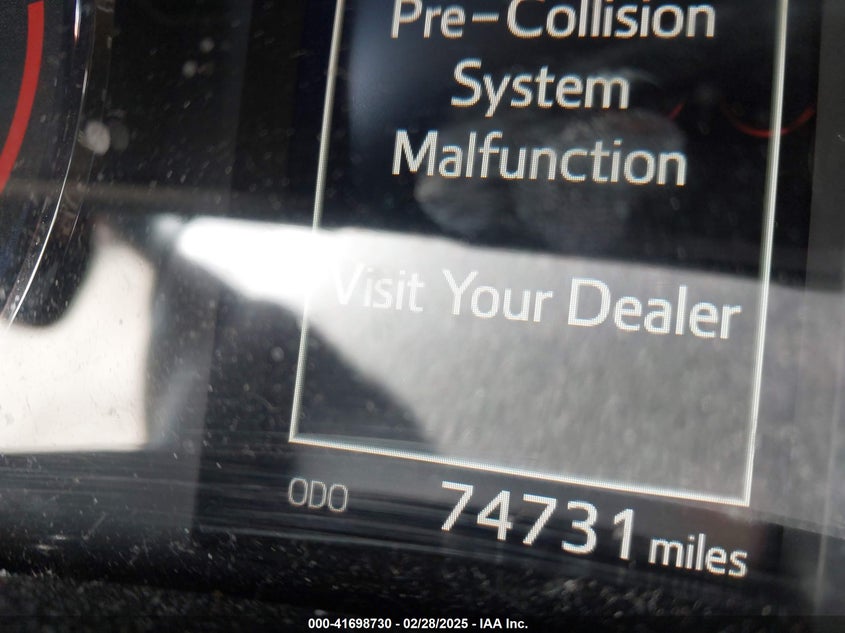 Pre-Collision
System
Malfunction
Visit Your Dealer
ODO 74731 miles
000-41698730 - 02/28/2025 - IAA Inc.